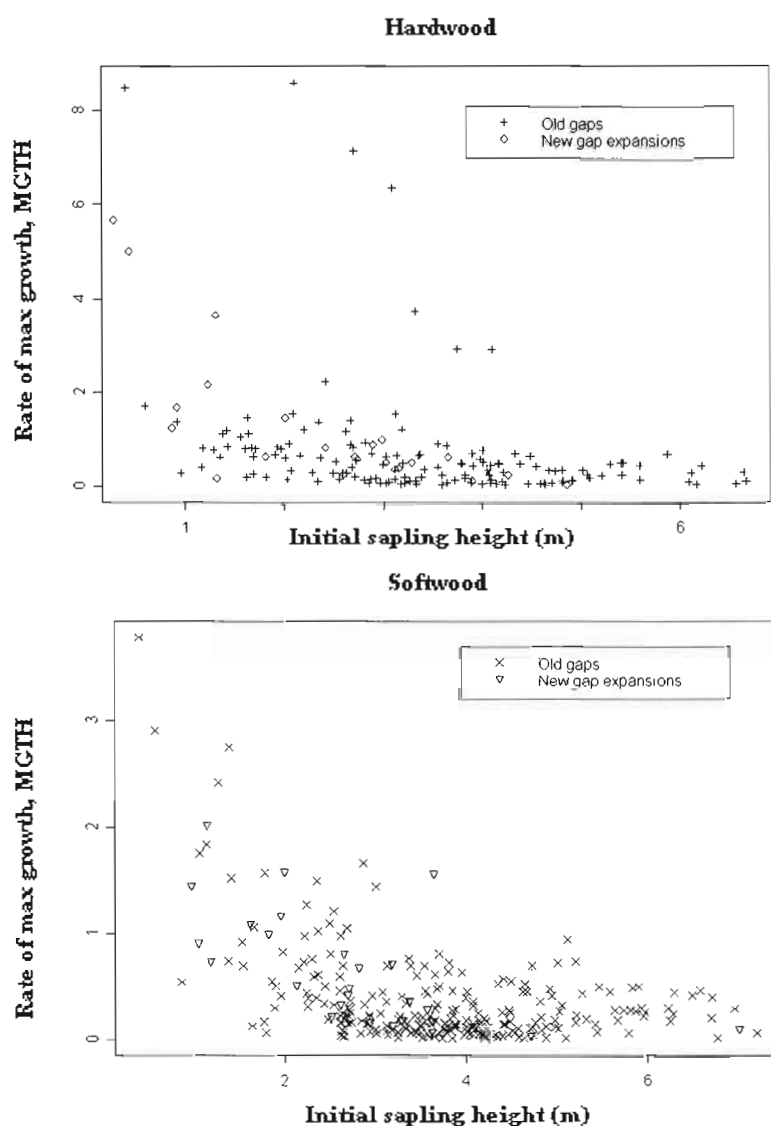 Hardwood
Rate of max growth, MGTH
8
6
4
2
0
Old gaps
New gap expansions
1
6
Initial sapling height (m)
Softwood
Rate of max growth, MGTH
3
2
1
0
Old gaps
New gap expansions
2
4
6
Initial sapling height (m)